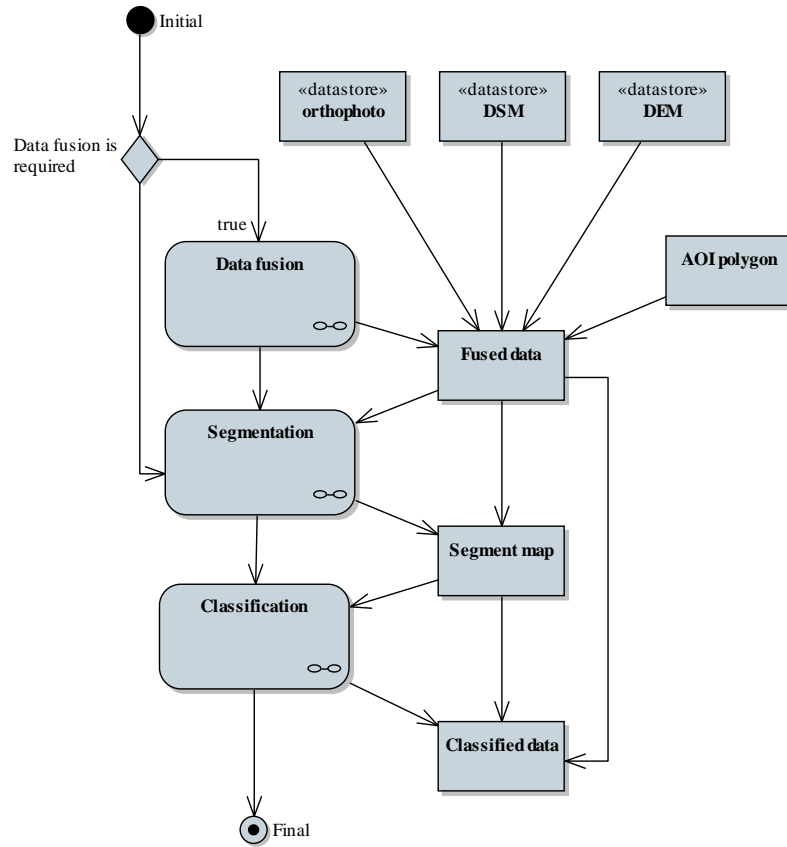 Initial
«datastore»
orthophoto
«datastore»
DSM
«datastore»
DEM
Data fusion is
required
true
Data fusion
AOI polygon
Fused data
Segmentation
Segment map
Classification
Classified data
Final